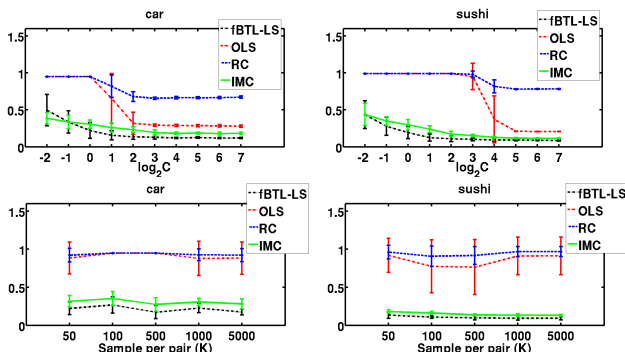 car
1.5
1
0.5
0
-2 -1 0 1 2 3 4 5 6 7
log2C
fBTL-LS
OLS
RC
IMC
sushi
1.5
1
0.5
0
-2 -1 0 1 2 3 4 5 6 7
log2C
fBTL-LS
OLS
RC
IMC
car
1.5
1
0.5
0
50 100 500 1000 5000
Sample per pair (K)
fBTL-LS
OLS
RC
IMC
sushi
1.5
1
0.5
0
50 100 500 1000 5000
Sample per pair (K)
fBTL-LS
OLS
RC
IMC